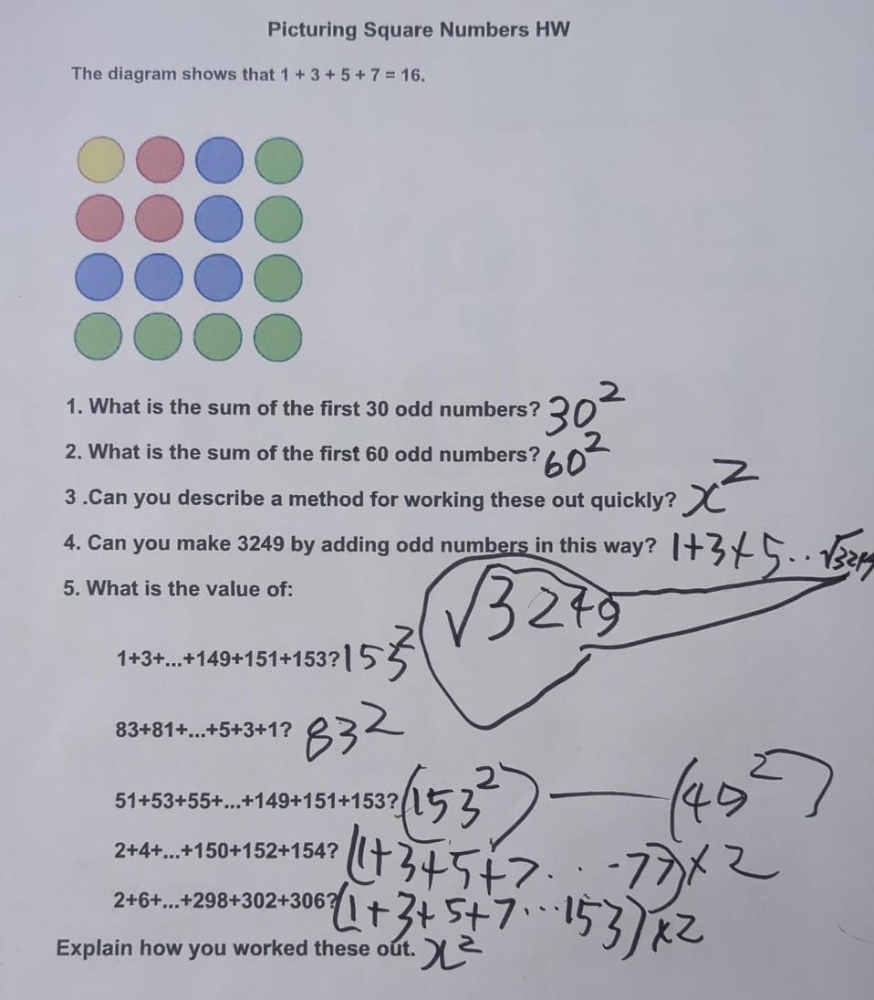 Picturing Square Numbers HW
The diagram shows that 1 + 3 + 5 + 7 = 16.
1. What is the sum of the first 30 odd numbers? 30²
2. What is the sum of the first 60 odd numbers? 60²
3 .Can you describe a method for working these out quickly? x²
4. Can you make 3249 by adding odd numbers in this way? 1+3+5..√3249
5. What is the value of: √3249
1+3+...+149+151+153? 153²
83+81+...+5+3+1? 83²
51+53+55+...+149+151+153? (153²) — (49²)
2+4+...+150+152+154? (1+3+5+7...-77)x2
2+6+...+298+302+306? (1+3+5+7...153)x2
Explain how you worked these out. x²